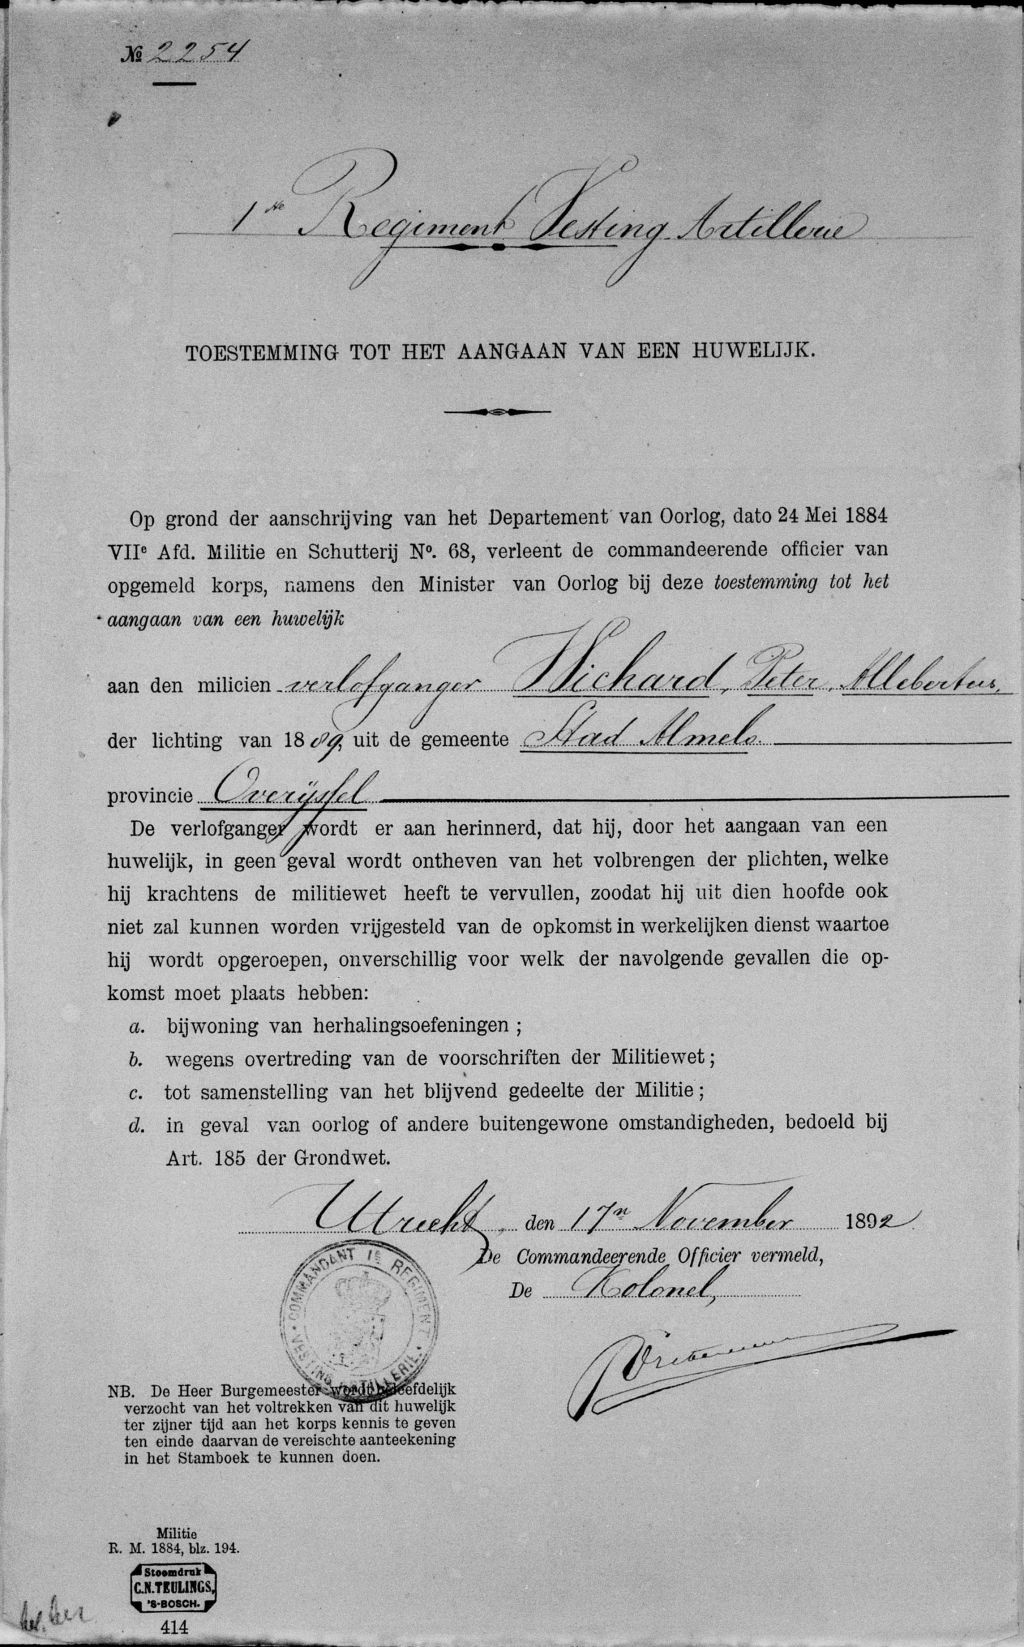 № 2254
1ste Regiment Vesting Artillerie
TOESTEMMING TOT HET AANGAAN VAN EEN HUWELIJK.
Op grond der aanschrijving van het Departement van Oorlog, dato 24 Mei 1884
VIIe Afd. Militie en Schutterij No. 68, verleent de commandeerende officier van
opgemeld korps, namens den Minister van Oorlog bij deze toestemming tot het
aangaan van een huwelijk
aan den milicien verlofganger Wichard, Peter, Allebertus,
der lichting van 1889, uit de gemeente Stad Almelo.
provincie Overijssel
De verlofganger wordt er aan herinnerd, dat hij, door het aangaan van een
huwelijk, in geen geval wordt ontheven van het volbrengen der plichten, welke
hij krachtens de militiewet heeft te vervullen, zoodat hij uit dien hoofde ook
niet zal kunnen worden vrijgesteld van de opkomst in werkelijken dienst waartoe
hij wordt opgeroepen, onverschillig voor welk der navolgende gevallen die op-
komst moet plaats hebben:
a. bijwoning van herhalingsoefeningen ;
b. wegens overtreding van de voorschriften der Militiewet ;
c. tot samenstelling van het blijvend gedeelte der Militie ;
d. in geval van oorlog of andere buitengewone omstandigheden, bedoeld bij
Art. 185 der Grondwet.
Utrecht, den 17n November 1892
De Commandeerende Officier vermeld,
De Kolonel,
COMMANDANT 1e REGIMENT VESTING ARTILLERIE.
NB. De Heer Burgemeester wordt beleefdelijk
verzocht van het voltrekken van dit huwelijk
ter zijner tijd aan het korps kennis te geven
ten einde daarvan de vereischte aanteekening
in het Stamboek te kunnen doen.
Militie
R. M. 1884, blz. 194.
Stoomdruk
C.N. TEULINGS,
'S-BOSCH.
414